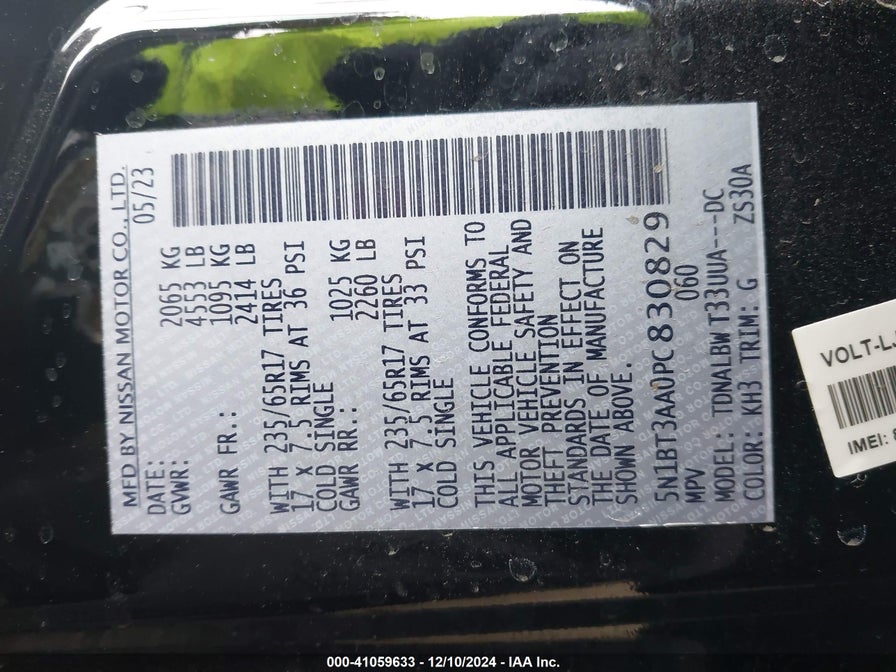 MFD BY NISSAN MOTOR CO., LTD.
DATE: 05/23
GVWR: 2065 KG
4553 LB
GAWR FR.: 1095 KG
2414 LB
WITH 235/65R17 TIRES
17 X 7.5 RIMS AT 36 PSI
COLD SINGLE
GAWR RR.: 1025 KG
2260 LB
WITH 235/65R17 TIRES
17 X 7.5 RIMS AT 33 PSI
COLD SINGLE
THIS VEHICLE CONFORMS TO
ALL APPLICABLE FEDERAL
MOTOR VEHICLE SAFETY AND
THEFT PREVENTION
STANDARDS IN EFFECT ON
THE DATE OF MANUFACTURE
SHOWN ABOVE.
5N1BT3AA0PC830829
MPV 060
MODEL: TDNALBW T33UUA---DC
COLOR: KH3 TRIM: G ZS30A
VOLT-LJ
IMEI:
000-41059633 - 12/10/2024 - IAA Inc.